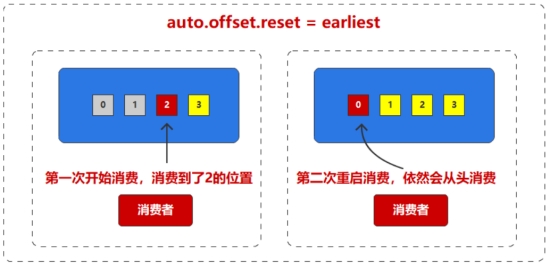 auto.offset.reset = earliest
0 1 2 3
第一次开始消费，消费到了2的位置
消费者
0 1 2 3
第二次重启消费，依然会从头消费
消费者